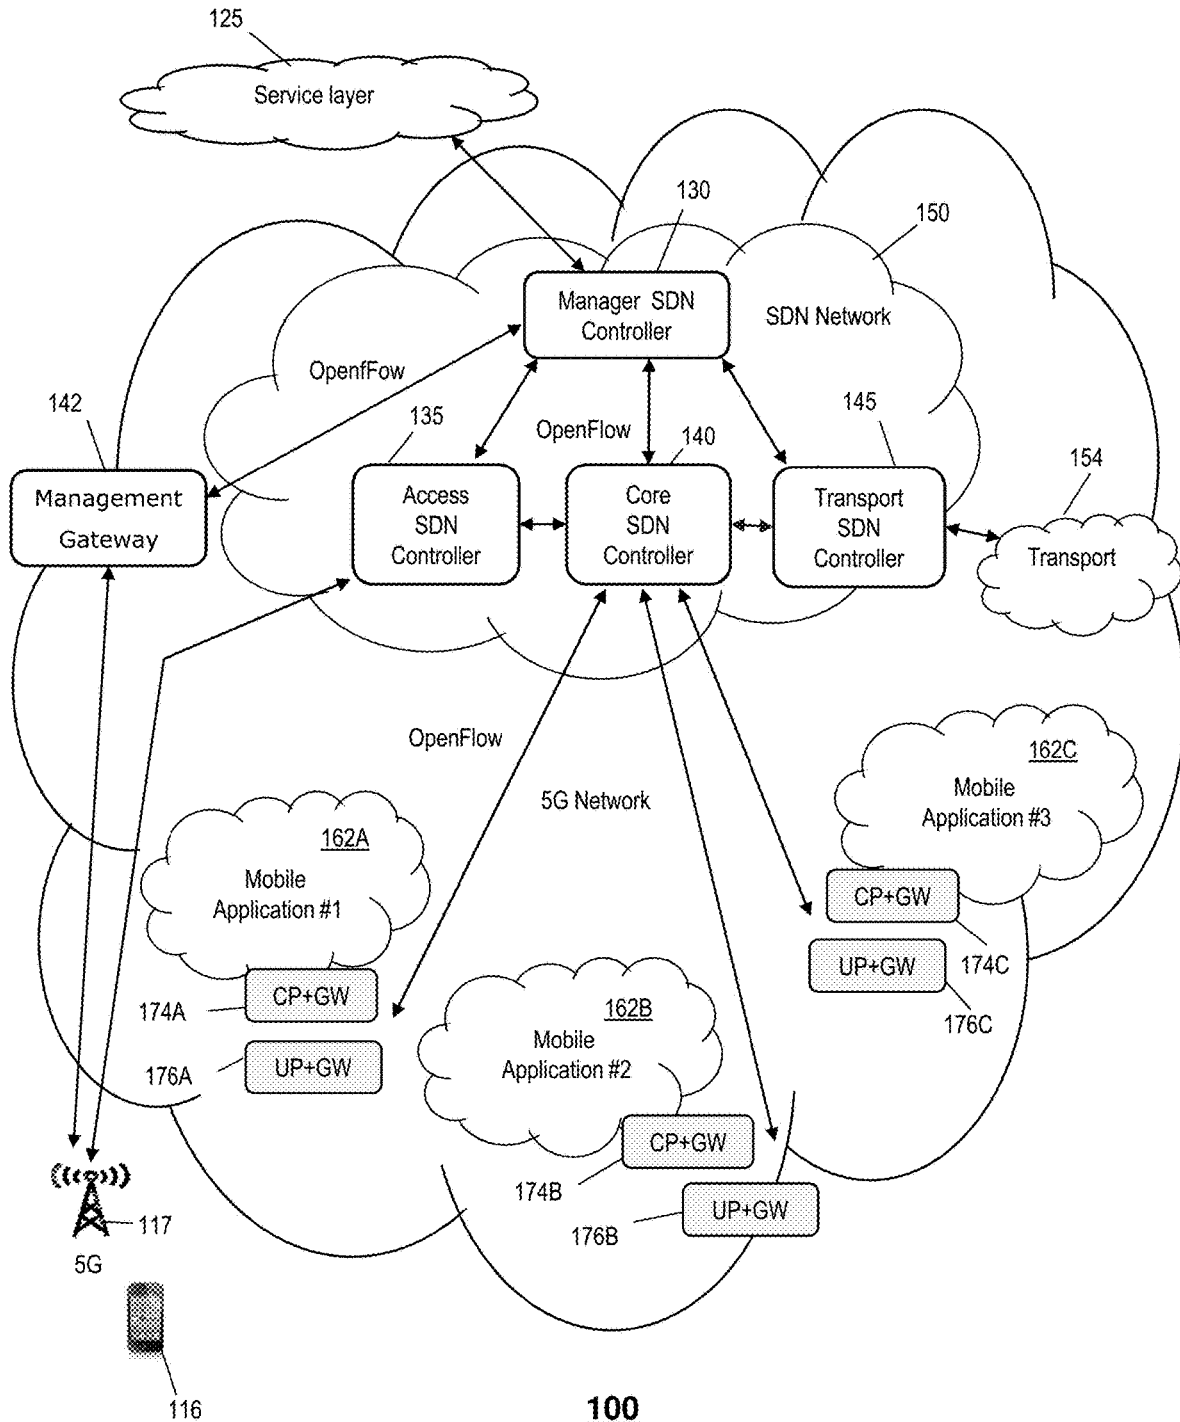 125
Service layer
130
150
Manager SDN
Controller
SDN Network
OpenfFow
142
135
OpenFlow
140
145
154
Management
Gateway
Access
SDN
Controller
Core
SDN
Controller
Transport
SDN
Controller
Transport
OpenFlow
5G Network
162C
Mobile
Application #3
162A
Mobile
Application #1
CP+GW
UP+GW
174C
176C
CP+GW
174A
UP+GW
176A
162B
Mobile
Application #2
CP+GW
174B
UP+GW
176B
117
5G
116
100